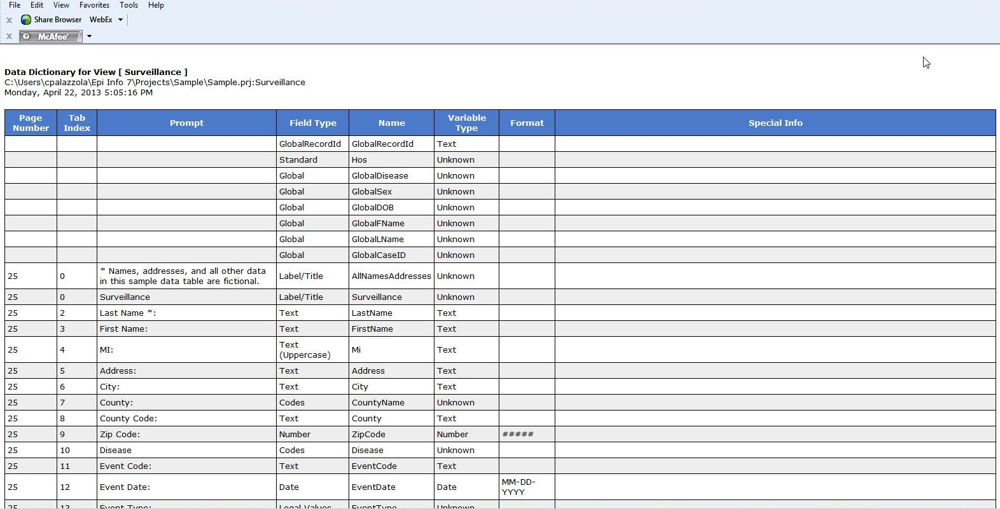 File Edit View Favorites Tools Help
x Share Browser WebEx
x McAfee
Data Dictionary for View [ Surveillance ]
C:\Users\cpalazzola\Epi Info 7\Projects\Sample\Sample.prj:Surveillance
Monday, April 22, 2013 5:05:16 PM
Page Number Tab Index Prompt Field Type Name Variable Type Format Special Info
GlobalRecordId GlobalRecordId Text
Standard Hos Unknown
Global GlobalDisease Unknown
Global GlobalSex Unknown
Global GlobalDOB Unknown
Global GlobalFName Unknown
Global GlobalLName Unknown
Global GlobalCaseID Unknown
25 0 * Names, addresses, and all other data in this sample data table are fictional. Label/Title AllNamesAddresses Unknown
25 0 Surveillance Label/Title Surveillance Unknown
25 2 Last Name *: Text LastName Text
25 3 First Name: Text FirstName Text
25 4 MI: Text (Uppercase) Mi Text
25 5 Address: Text Address Text
25 6 City: Text City Text
25 7 County: Codes CountyName Unknown
25 8 County Code: Text County Text
25 9 Zip Code: Number ZipCode Number #####
25 10 Disease Codes Disease Unknown
25 11 Event Code: Text EventCode Text
25 12 Event Date: Date EventDate Date MM-DD-YYYY
25 13 Event Type: Legal Values EventType Unknown